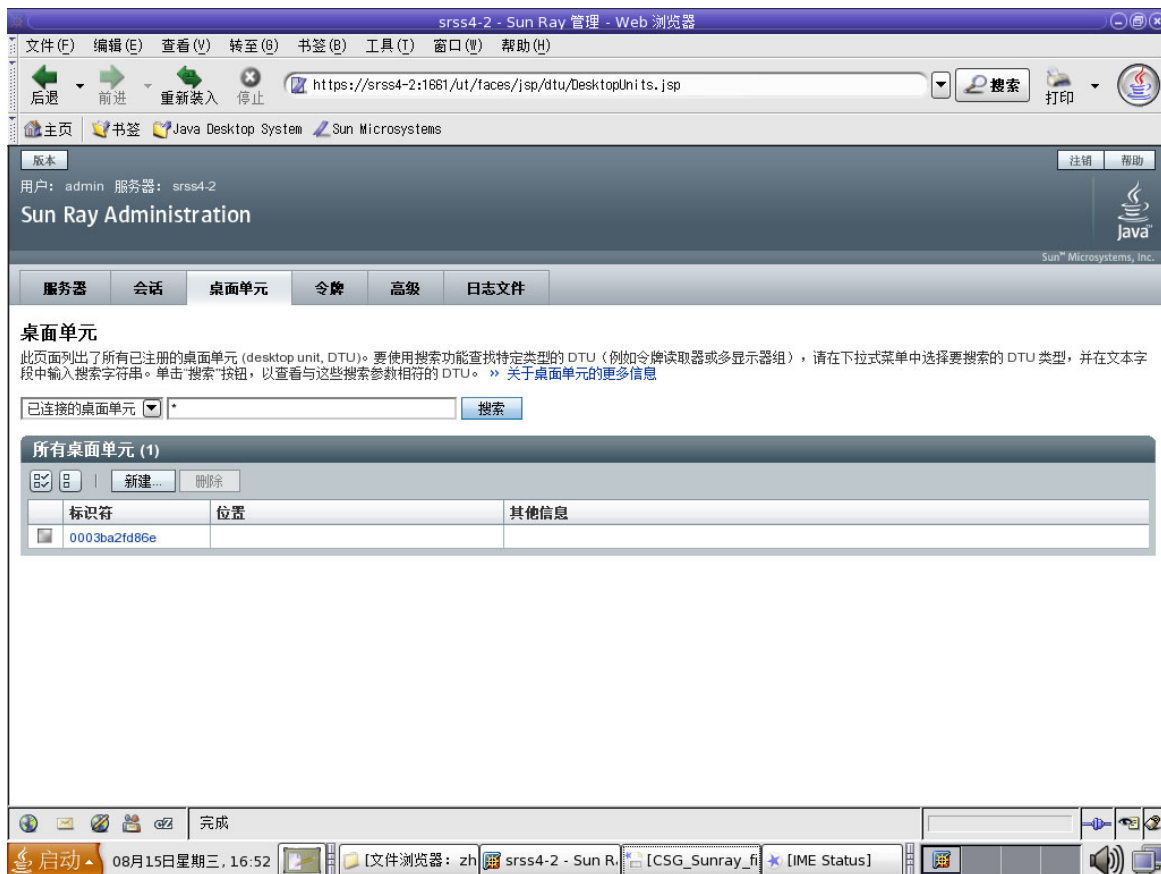 srss4-2 - Sun Ray 管理 - Web 浏览器
文件(F) 编辑(E) 查看(V) 转至(G) 书签(B) 工具(T) 窗口(W) 帮助(H)
后退 前进 重新装入 停止 https://srss4-2:1661/ut/faces/jsp/dtu/DesktopUnits.jsp 搜索 打印
主页 书签 Java Desktop System Sun Microsystems
版本 注销 帮助
用户: admin 服务器: srss4-2
Sun Ray Administration
Java™
Sun™ Microsystems, Inc.
服务器 会话 桌面单元 令牌 高级 日志文件
桌面单元
此页面列出了所有已注册的桌面单元 (desktop unit, DTU)。要使用搜索功能查找特定类型的 DTU（例如令牌读取器或多显示器组），请在下拉式菜单中选择要搜索的 DTU 类型，并在文本字
段中输入搜索字符串。单击"搜索"按钮，以查看与这些搜索参数相符的 DTU。 » 关于桌面单元的更多信息
已连接的桌面单元 * 搜索
所有桌面单元 (1)
新建... 删除
标识符 位置 其他信息
0003ba2fd86e
完成
启动 08月15日星期三, 16:52 [文件浏览器: zh srss4-2 - Sun R [CSG_Sunray_fi [IME Status]